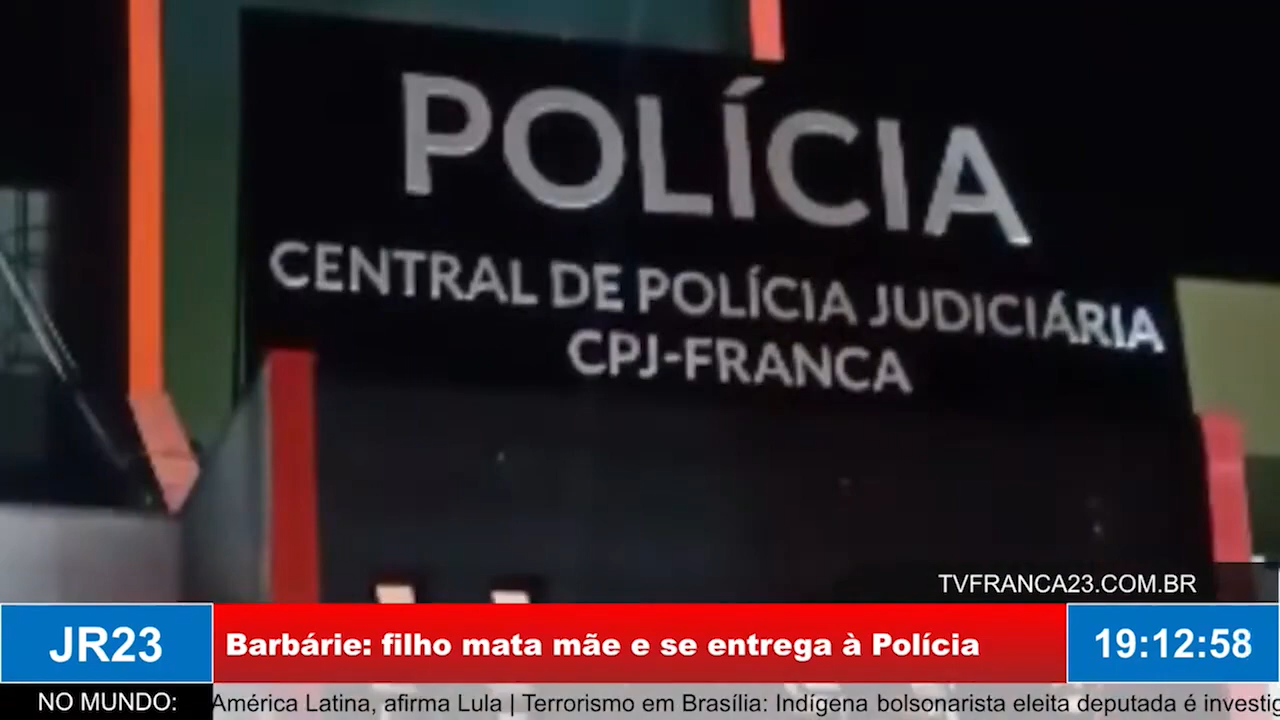 POLÍCIA
CENTRAL DE POLÍCIA JUDICIÁRIA
CPJ-FRANCA
TVFRANCA23.COM.BR
JR23
Barbárie: filho mata mãe e se entrega à Polícia
19:12:58
NO MUNDO:
América Latina, afirma Lula | Terrorismo em Brasília: Indígena bolsonarista eleita deputada é